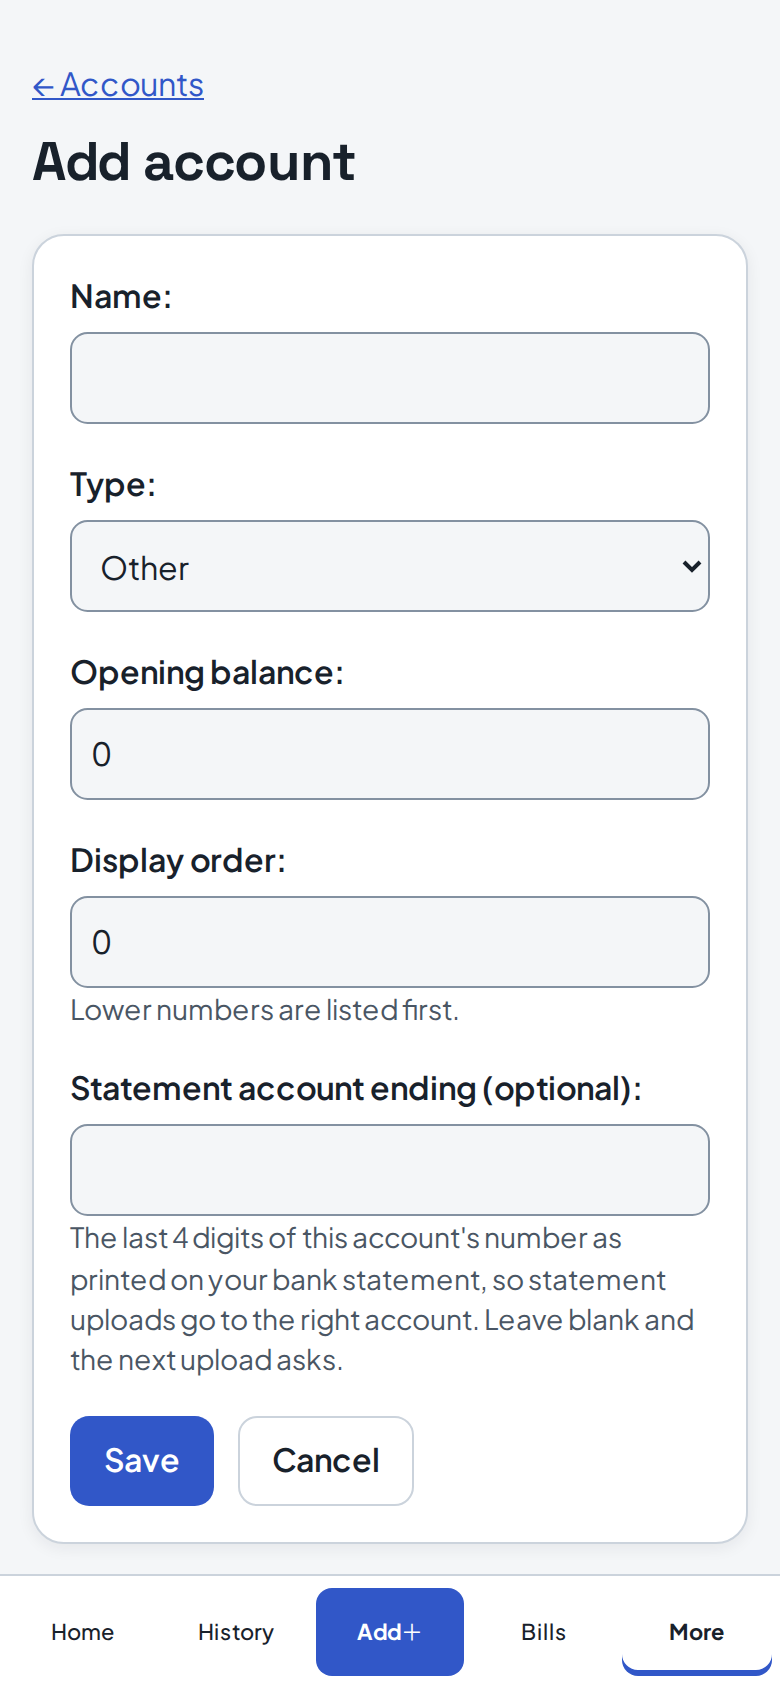 ← Accounts
Add account
Name:
Type:
Other
Opening balance:
0
Display order:
0
Lower numbers are listed first.
Statement account ending (optional):
The last 4 digits of this account's number as
printed on your bank statement, so statement
uploads go to the right account. Leave blank and
the next upload asks.
Save Cancel
Home History Add+ Bills More